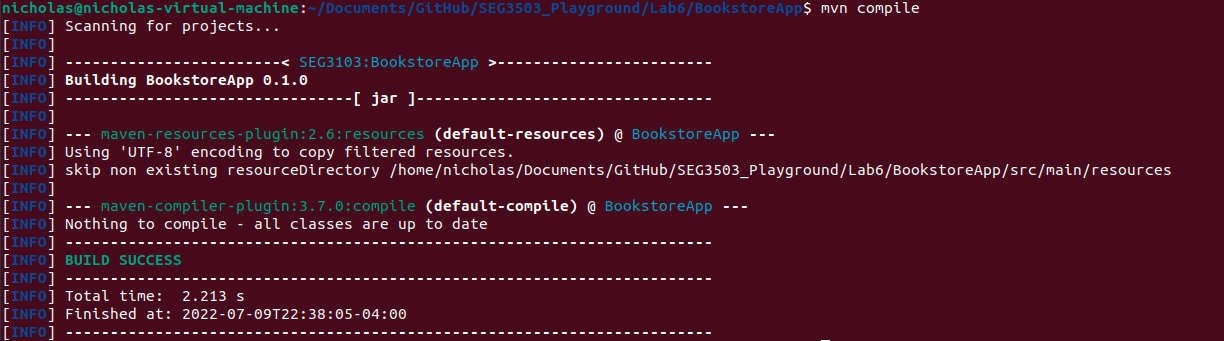 nicholas@nicholas-virtual-machine:~/Documents/GitHub/SEG3503_Playground/Lab6/BookstoreApp$ mvn compile
[INFO] Scanning for projects...
[INFO]
[INFO] ------------------------< SEG3103:BookstoreApp >------------------------
[INFO] Building BookstoreApp 0.1.0
[INFO] --------------------------------[ jar ]---------------------------------
[INFO]
[INFO] --- maven-resources-plugin:2.6:resources (default-resources) @ BookstoreApp ---
[INFO] Using 'UTF-8' encoding to copy filtered resources.
[INFO] skip non existing resourceDirectory /home/nicholas/Documents/GitHub/SEG3503_Playground/Lab6/BookstoreApp/src/main/resources
[INFO]
[INFO] --- maven-compiler-plugin:3.7.0:compile (default-compile) @ BookstoreApp ---
[INFO] Nothing to compile - all classes are up to date
[INFO] ------------------------------------------------------------------------
[INFO] BUILD SUCCESS
[INFO] ------------------------------------------------------------------------
[INFO] Total time:  2.213 s
[INFO] Finished at: 2022-07-09T22:38:05-04:00
[INFO] ------------------------------------------------------------------------